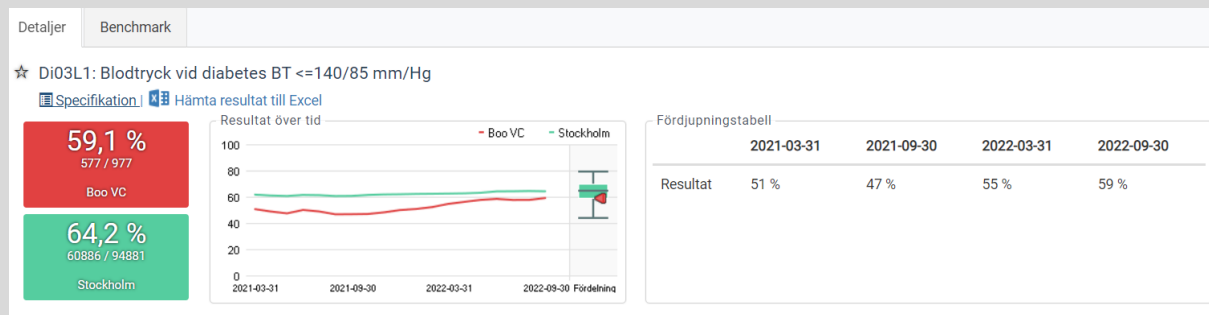 Detaljer
Benchmark
☆ Di03L1: Blodtryck vid diabetes BT <=140/85 mm/Hg
Specifikation | Hämta resultat till Excel
59,1 %
577 / 977
Boo VC
64,2 %
60886 / 94881
Stockholm
Resultat över tid
Boo VC Stockholm
100
80
60
40
20
0
2021-03-31 2021-09-30 2022-03-31 2022-09-30 Fördelning
Fördjupningstabell
2021-03-31 2021-09-30 2022-03-31 2022-09-30
Resultat 51 % 47 % 55 % 59 %